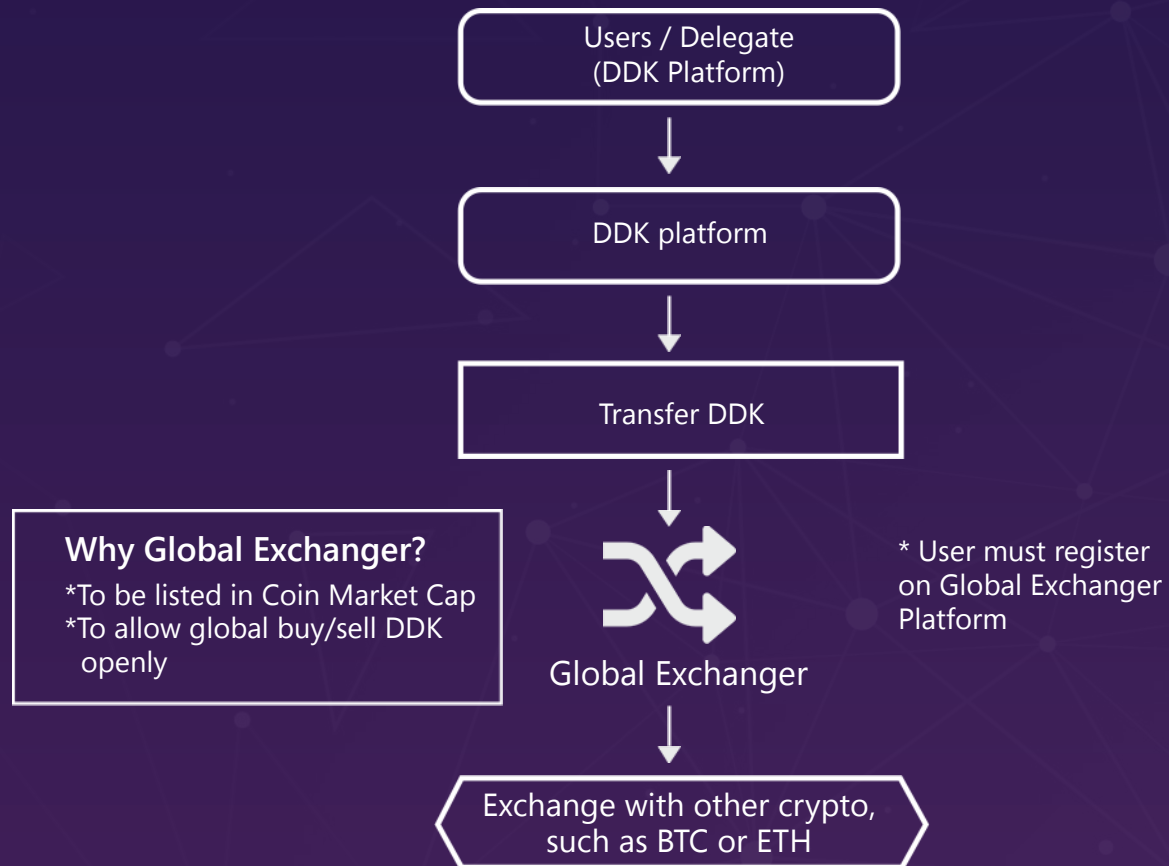 Users / Delegate
(DDK Platform)
DDK platform
Transfer DDK
Why Global Exchanger?
*To be listed in Coin Market Cap
*To allow global buy/sell DDK
openly
* User must register
on Global Exchanger
Platform
Global Exchanger
Exchange with other crypto,
such as BTC or ETH